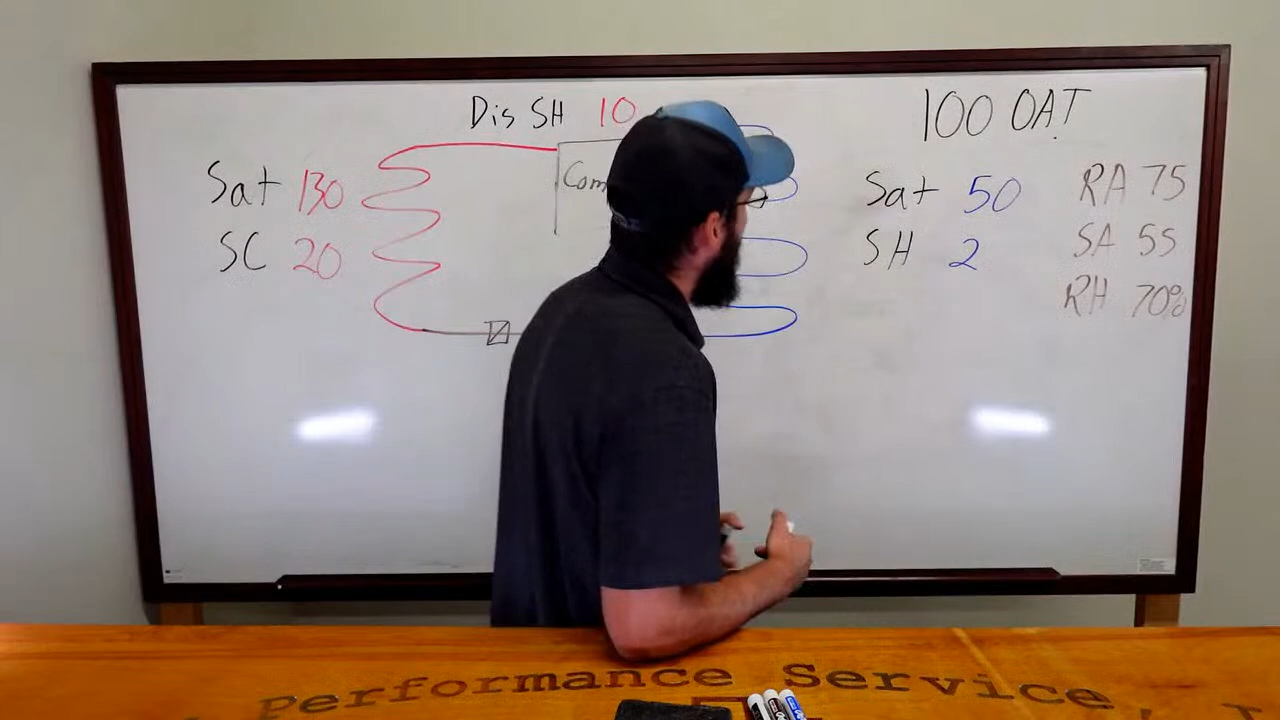 Dis SH 10
100 OAT
Sat 130
SC 20
Com
Sat 50
SH 2
RA 75
SA 55
RH 70%
Performance Service,